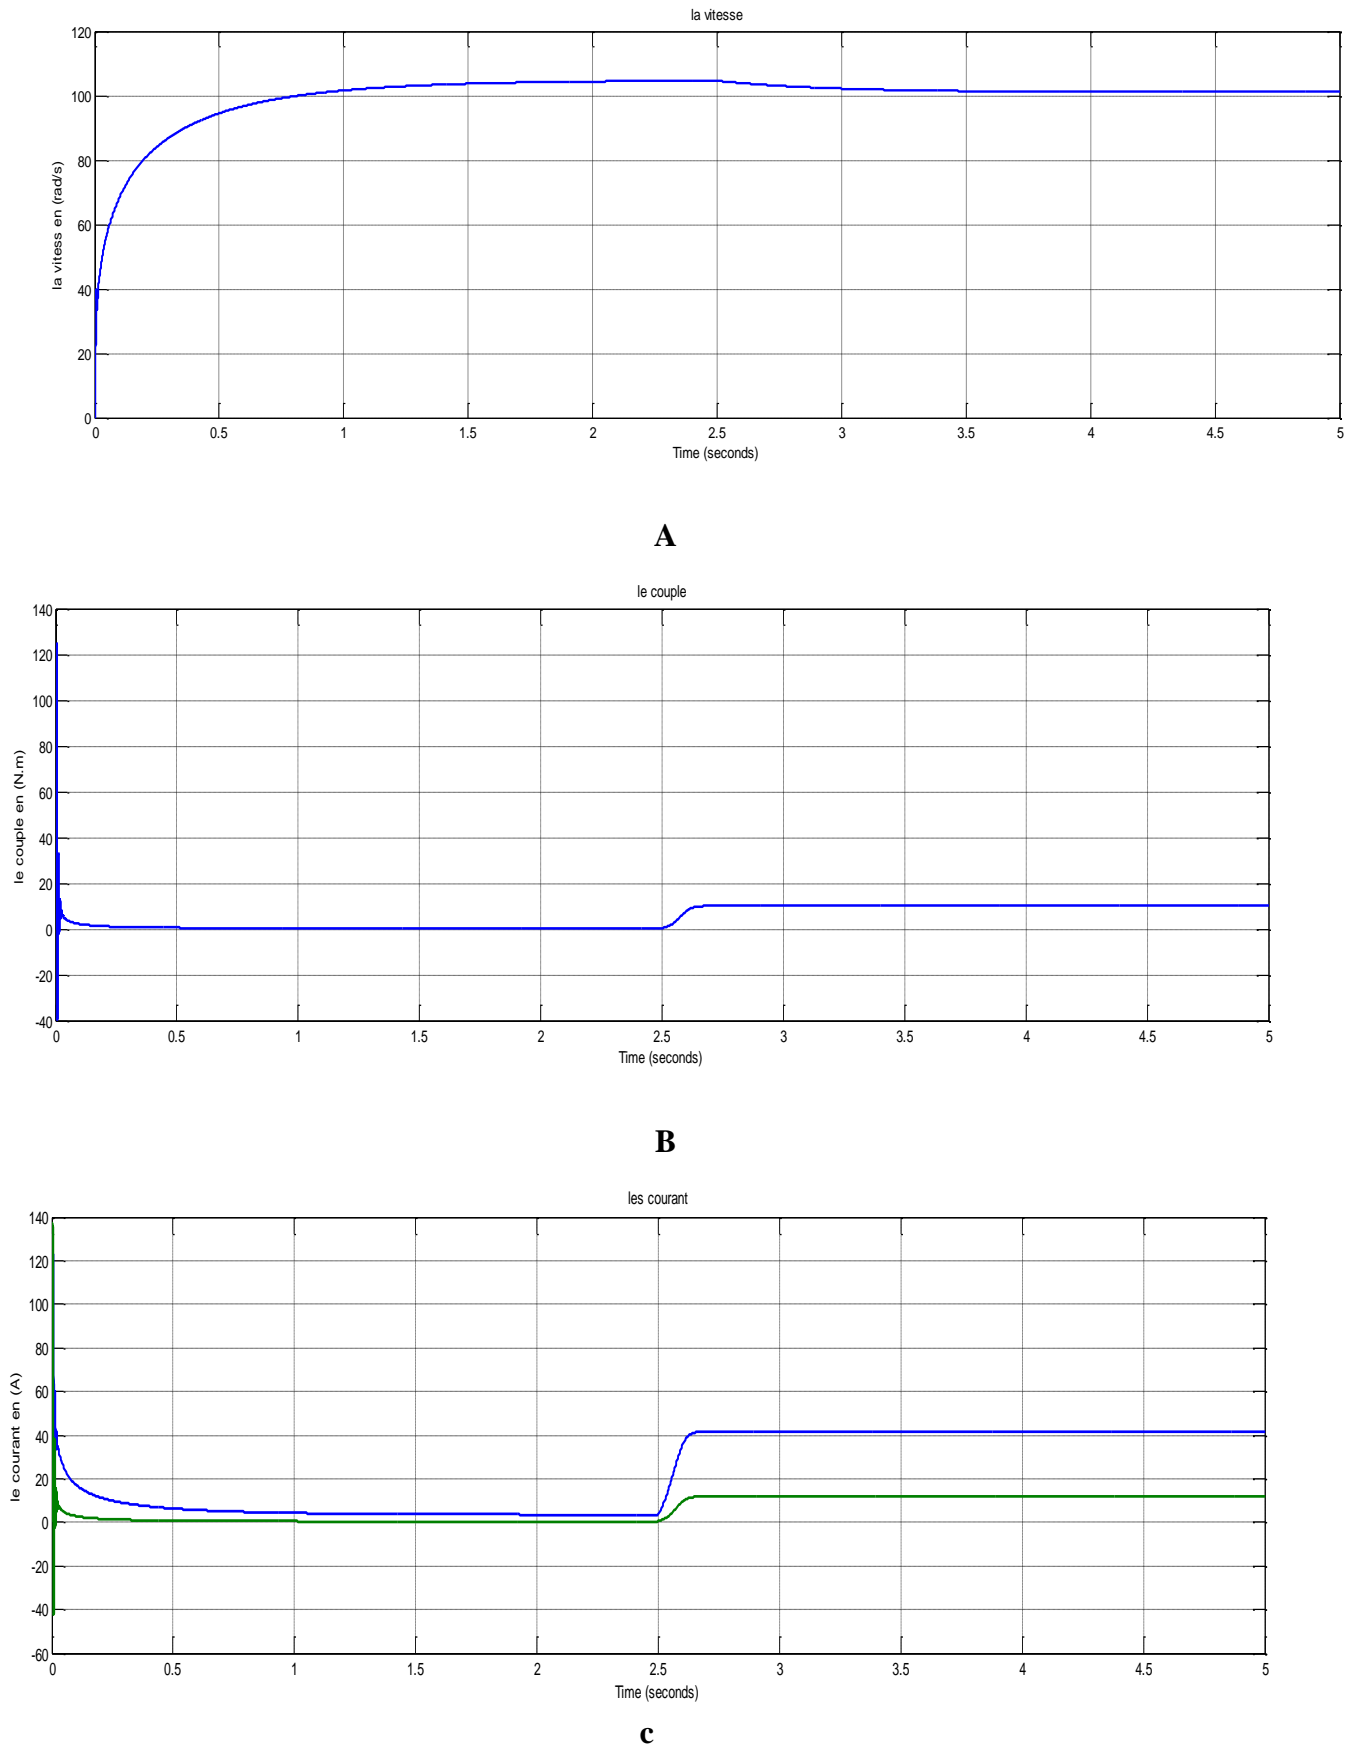 la vitesse
la vitess en (rad/s)
120
100
80
60
40
20
0
0 0.5 1 1.5 2 2.5 3 3.5 4 4.5 5
Time (seconds)
A
le couple
le couple en (N.m)
140
120
100
80
60
40
20
0
-20
-40
0 0.5 1 1.5 2 2.5 3 3.5 4 4.5 5
Time (seconds)
B
les courant
le courant en (A)
140
120
100
80
60
40
20
0
-20
-40
-60
0 0.5 1 1.5 2 2.5 3 3.5 4 4.5 5
Time (seconds)
c